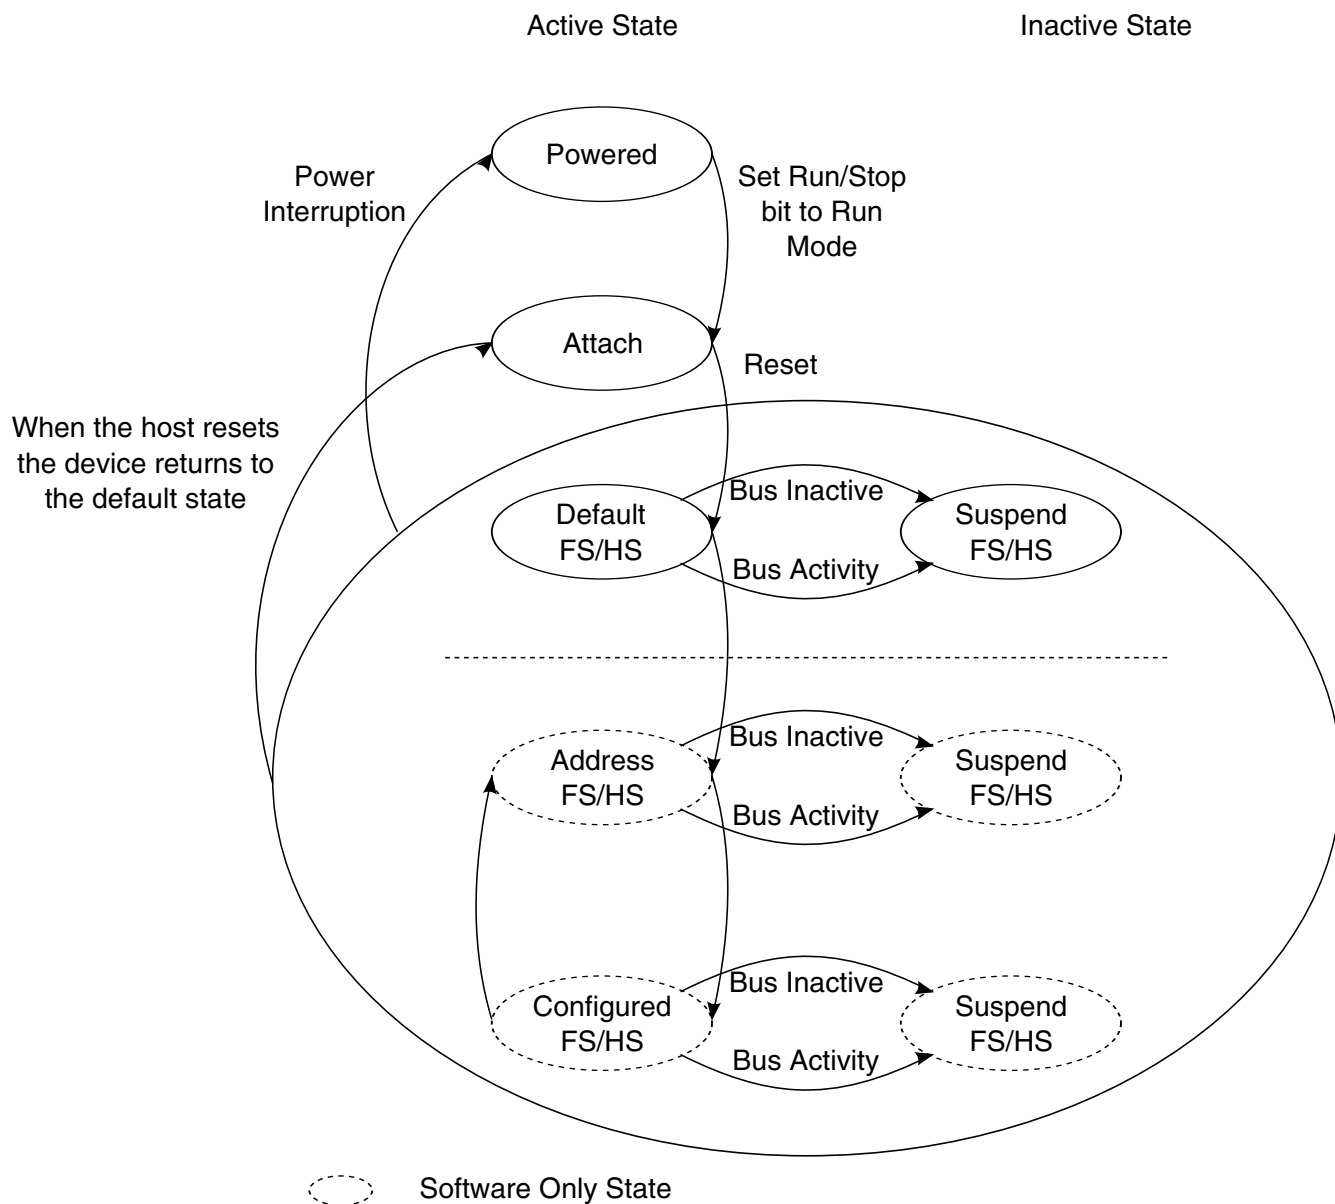 Active State
Inactive State
Powered
Power
Interruption
Set Run/Stop
bit to Run
Mode
Attach
Reset
When the host resets
the device returns to
the default state
Default
FS/HS
Bus Inactive
Bus Activity
Suspend
FS/HS
Address
FS/HS
Bus Inactive
Bus Activity
Suspend
FS/HS
Configured
FS/HS
Bus Inactive
Bus Activity
Suspend
FS/HS
Software Only State